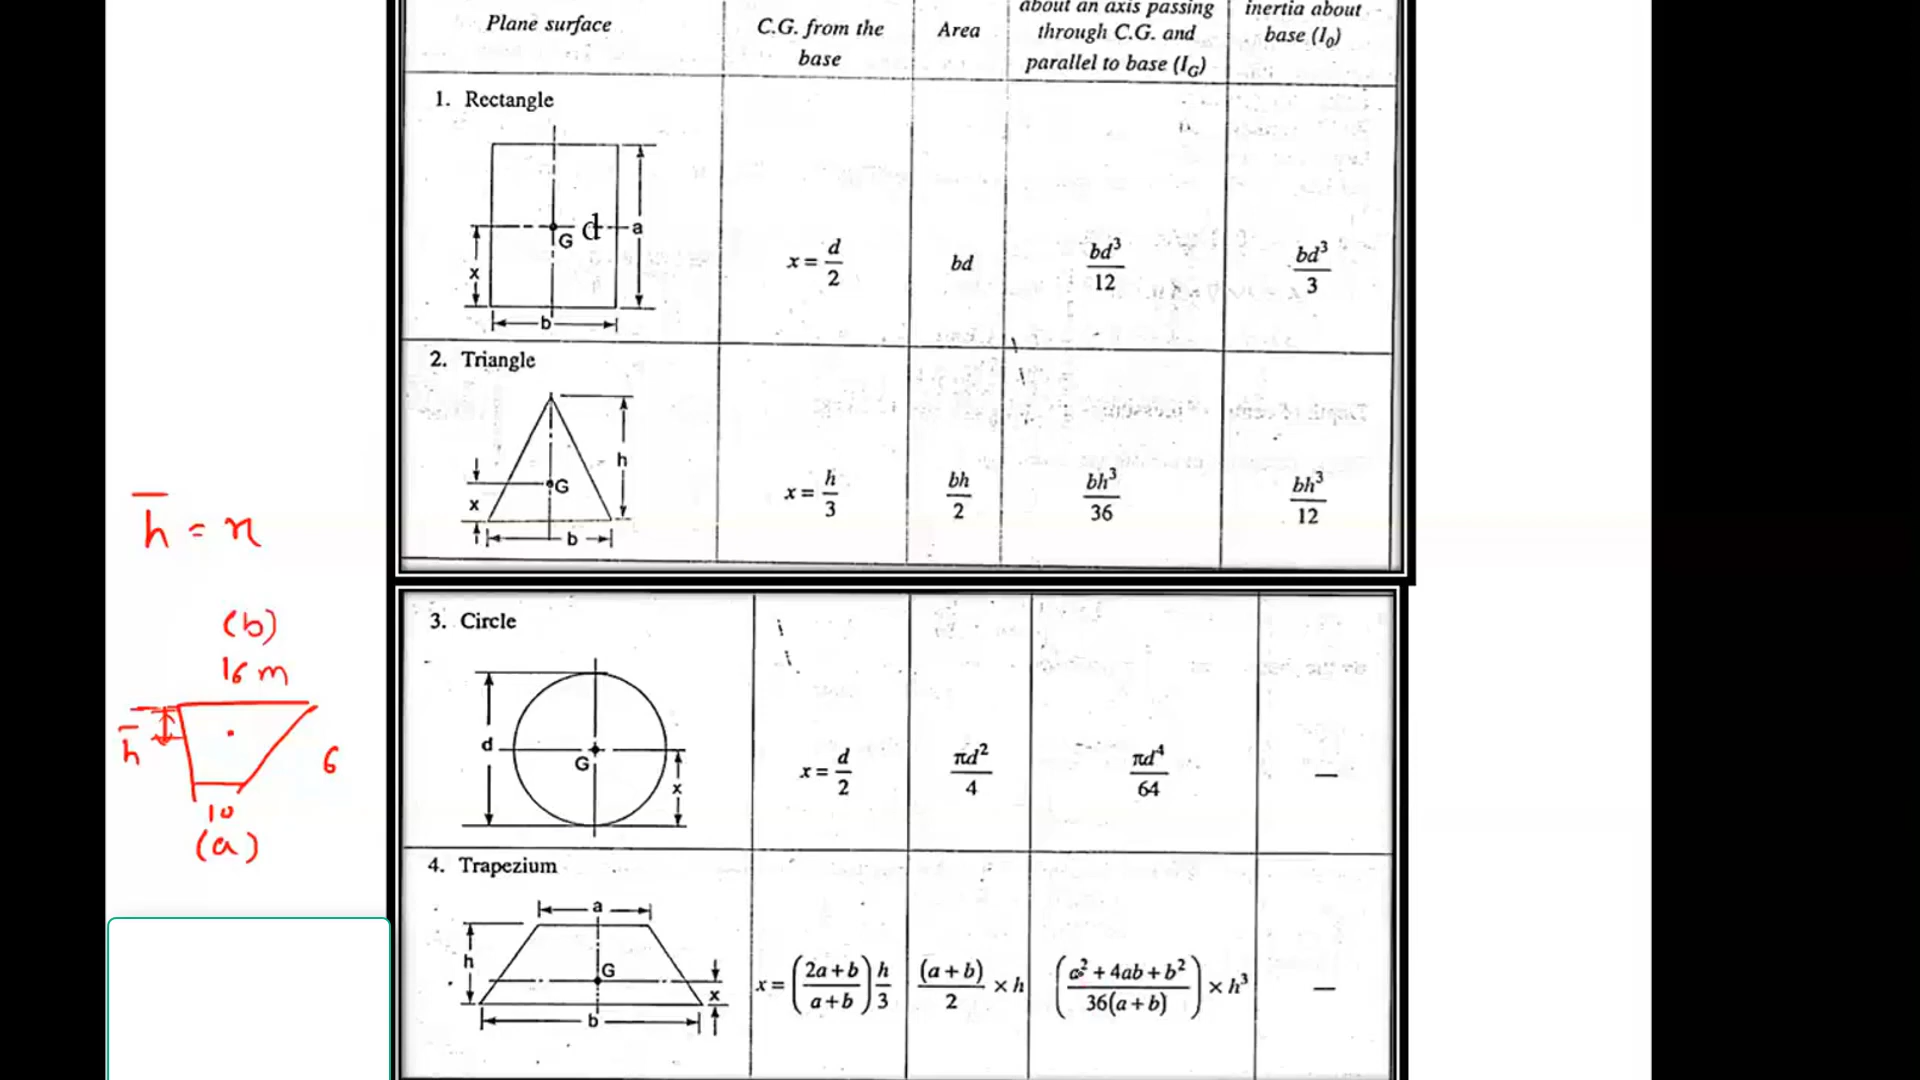 about an axis passing
through C.G. and
parallel to base (I_G)
inertia about
base (I₀)
Plane surface
C.G. from the
base
Area
1. Rectangle
G
d
a
x
b
x = d/2
bd
bd³/12
bd³/3
2. Triangle
h
G
x
b
x = h/3
bh/2
bh³/36
bh³/12
h̄ = x
(b)
16 m
h̄
6
10
(a)
3. Circle
d
G
x
x = d/2
πd²/4
πd⁴/64
—
4. Trapezium
a
h
G
x
b
x = ((2a+b)/(a+b)) h/3
(a+b)/2 × h
((a² + 4ab + b²)/(36(a+b))) × h³
—